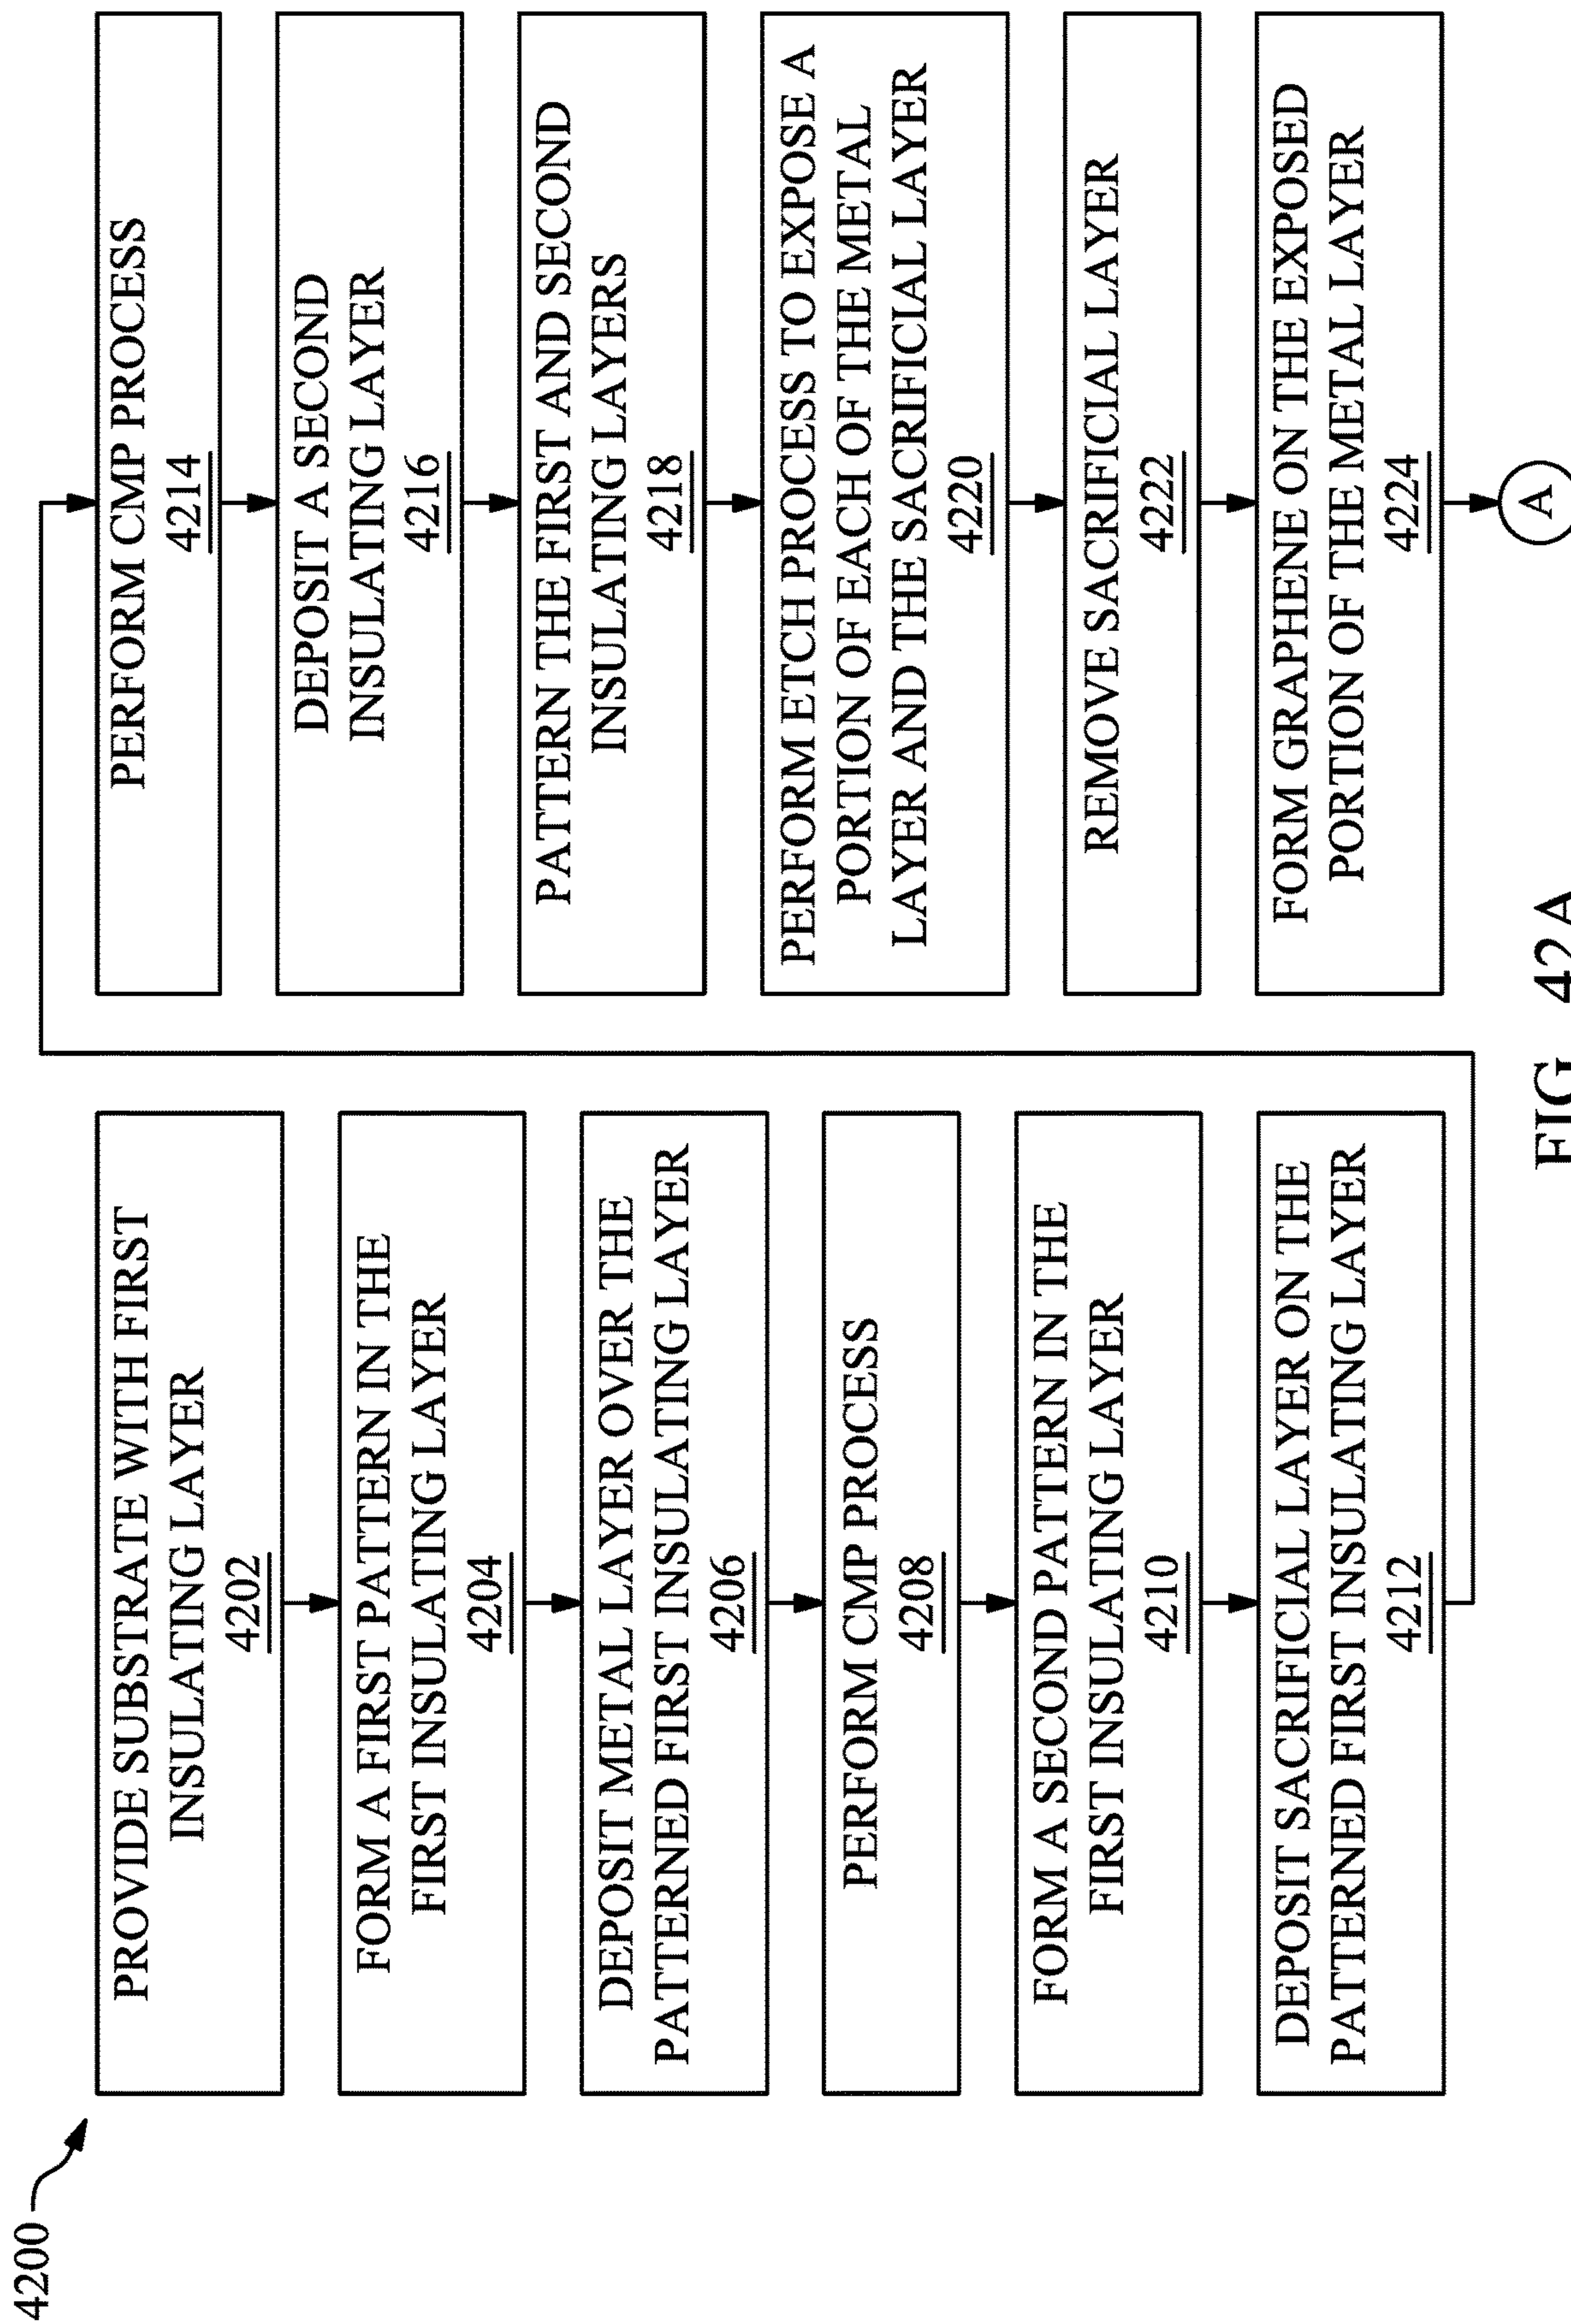 4200
PROVIDE SUBSTRATE WITH FIRST
INSULATING LAYER
4202
FORM A FIRST PATTERN IN THE
FIRST INSULATING LAYER
4204
DEPOSIT METAL LAYER OVER THE
PATTERNED FIRST INSULATING LAYER
4206
PERFORM CMP PROCESS
4208
FORM A SECOND PATTERN IN THE
FIRST INSULATING LAYER
4210
DEPOSIT SACRIFICIAL LAYER ON THE
PATTERNED FIRST INSULATING LAYER
4212
PERFORM CMP PROCESS
4214
DEPOSIT A SECOND
INSULATING LAYER
4216
PATTERN THE FIRST AND SECOND
INSULATING LAYERS
4218
PERFORM ETCH PROCESS TO EXPOSE A
PORTION OF EACH OF THE METAL
LAYER AND THE SACRIFICIAL LAYER
4220
REMOVE SACRIFICIAL LAYER
4222
FORM GRAPHENE ON THE EXPOSED
PORTION OF THE METAL LAYER
4224
A
FIG 42A